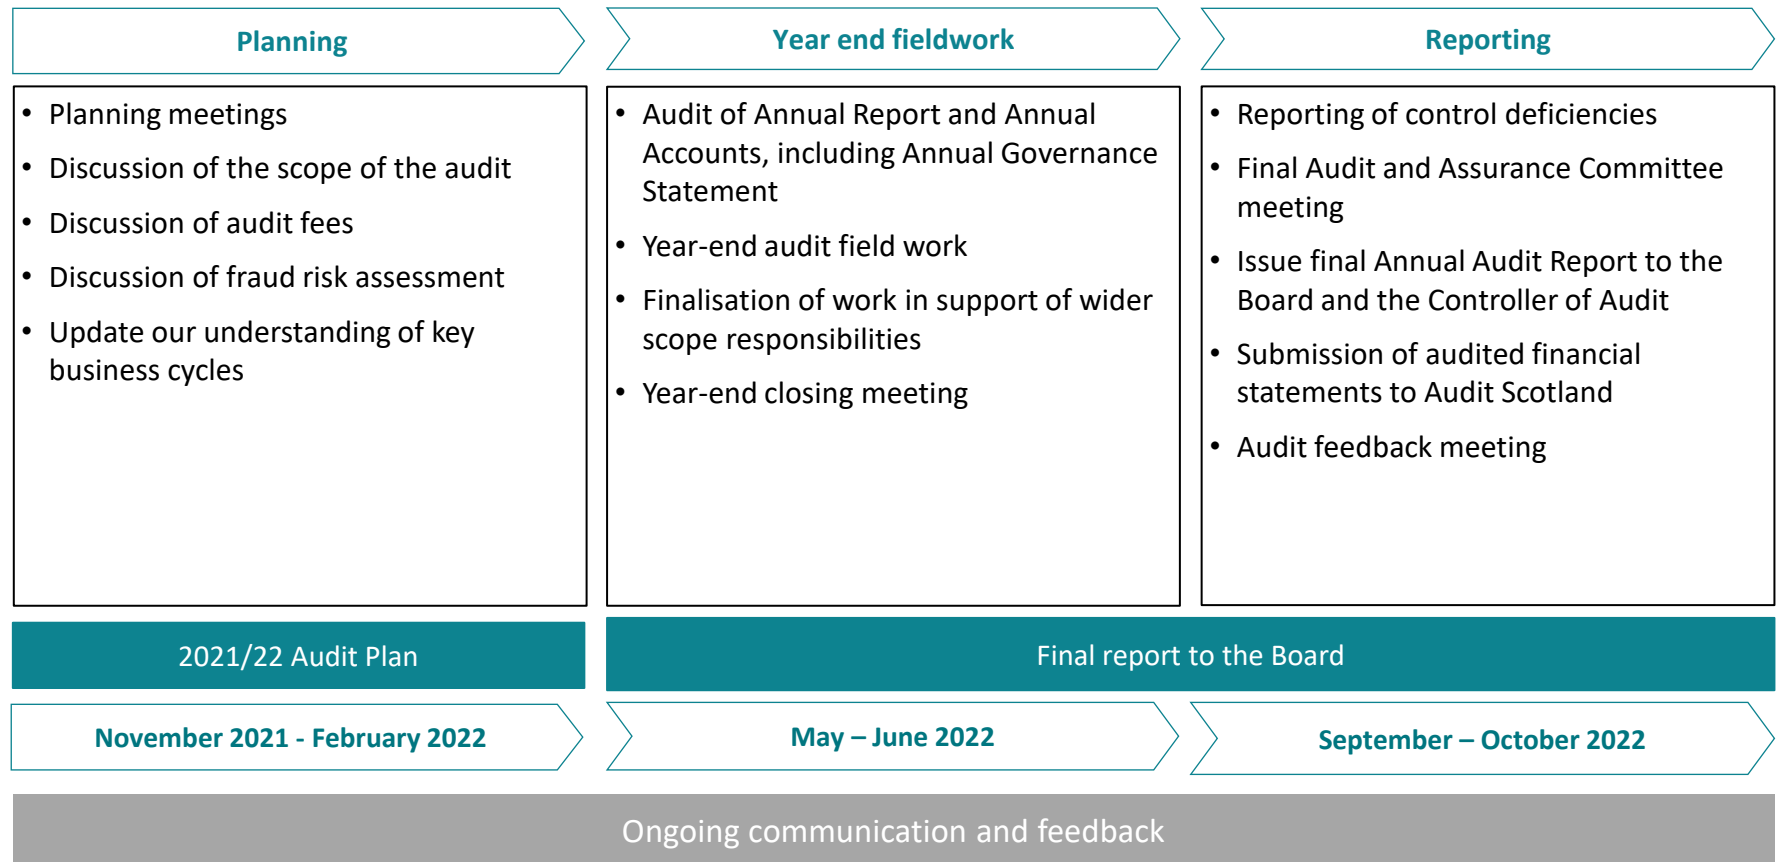 Planning
Year end fieldwork
Reporting
• Planning meetings
• Discussion of the scope of the audit
• Discussion of audit fees
• Discussion of fraud risk assessment
• Update our understanding of key
business cycles
• Audit of Annual Report and Annual
Accounts, including Annual Governance
Statement
• Year-end audit field work
• Finalisation of work in support of wider
scope responsibilities
• Year-end closing meeting
• Reporting of control deficiencies
• Final Audit and Assurance Committee
meeting
• Issue final Annual Audit Report to the
Board and the Controller of Audit
• Submission of audited financial
statements to Audit Scotland
• Audit feedback meeting
2021/22 Audit Plan
Final report to the Board
November 2021 - February 2022
May – June 2022
September – October 2022
Ongoing communication and feedback